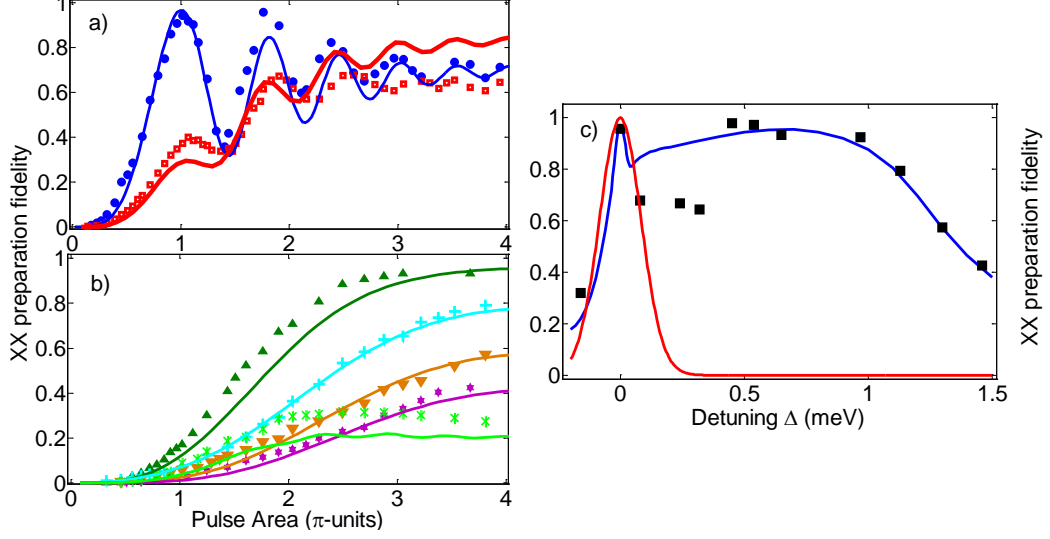 1
a)
0.8
0.6
0.4
0.2
0
0 1 2 3 4
XX preparation fidelity
1
b)
0.8
0.6
0.4
0.2
0
0 1 2 3 4
Pulse Area (π-units)
c)
1
0.8
0.6
0.4
0.2
0
0 0.5 1 1.5
Detuning Δ (meV)
XX preparation fidelity